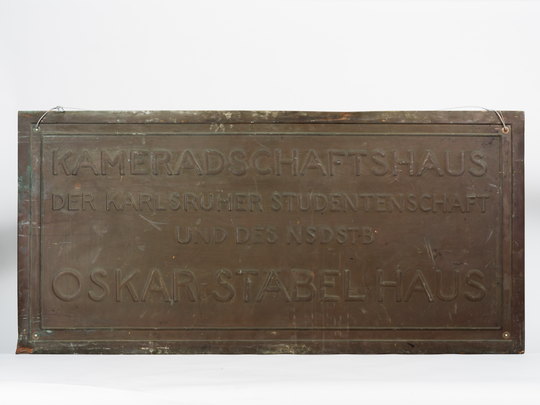 KAMERADSCHAFTSHAUS
DER KARLSRUHER STUDENTENSCHAFT
UND DES NSDSTB
OSKAR STÄBEL HAUS